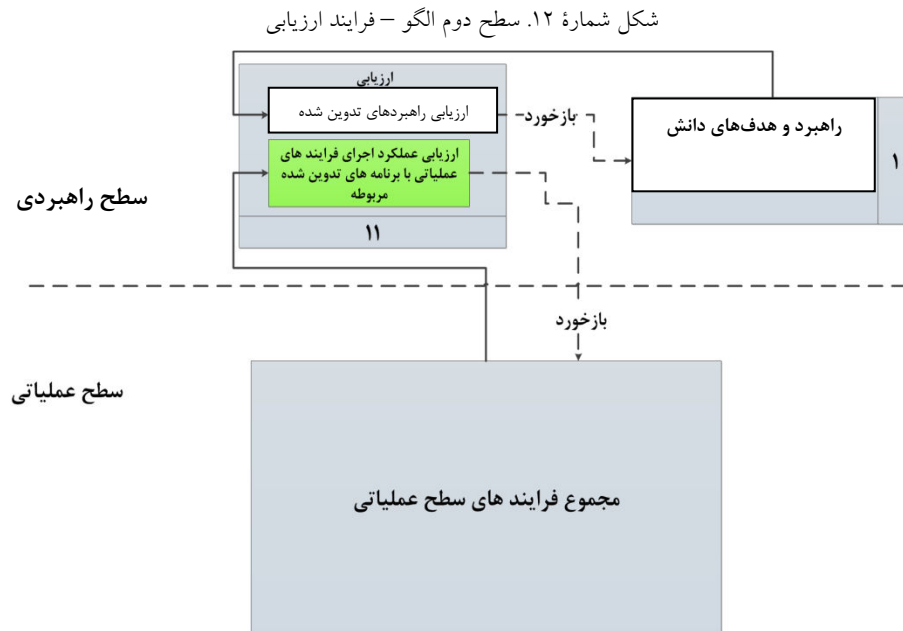 شکل شمارهٔ ۱۲. سطح دوم الگو – فرایند ارزیابی
ارزیابی
ارزیابی راهبردهای تدوین شده
ارزیابی عملکرد اجرای فرایند های
عملیاتی با برنامه های تدوین شده
مربوطه
۱۱
بازخورد
راهبرد و هدف‌های دانش
۱
سطح راهبردی
بازخورد
سطح عملیاتی
مجموع فرایند های سطح عملیاتی